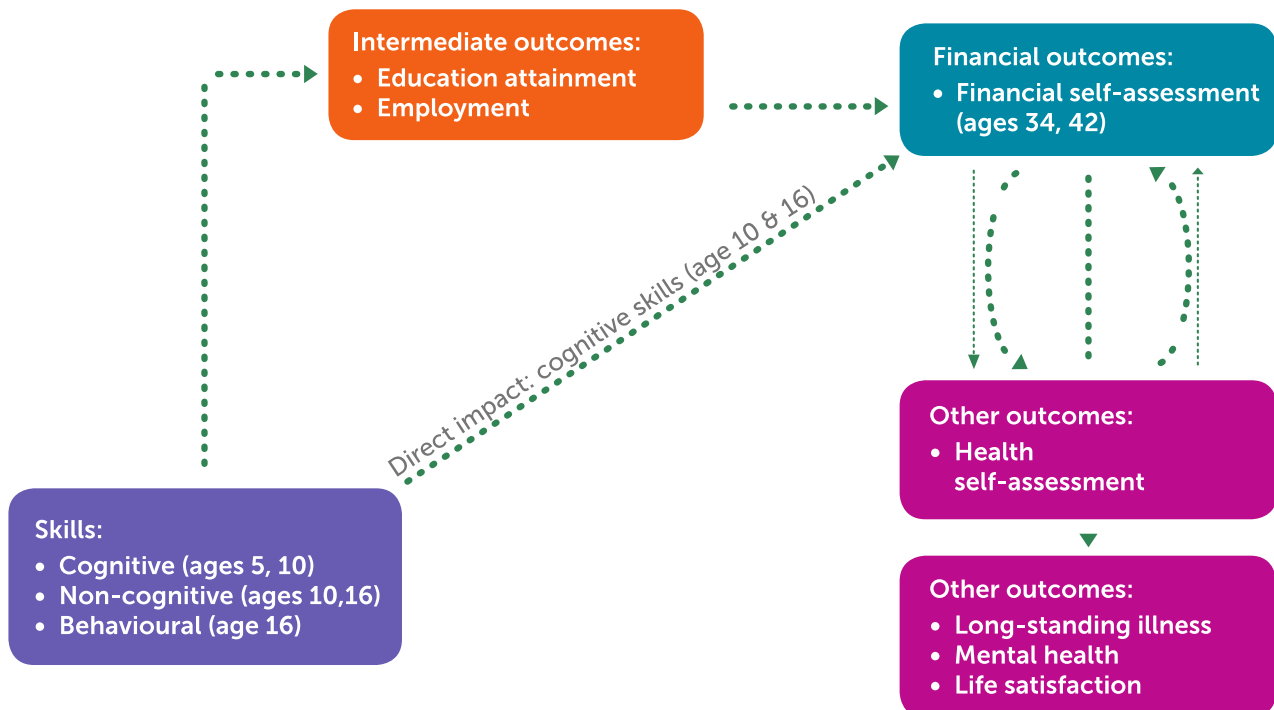 Intermediate outcomes:
• Education attainment
• Employment
Financial outcomes:
• Financial self-assessment
(ages 34, 42)
Direct impact: cognitive skills (age 10 & 16)
Other outcomes:
• Health
self-assessment
Skills:
• Cognitive (ages 5, 10)
• Non-cognitive (ages 10,16)
• Behavioural (age 16)
Other outcomes:
• Long-standing illness
• Mental health
• Life satisfaction